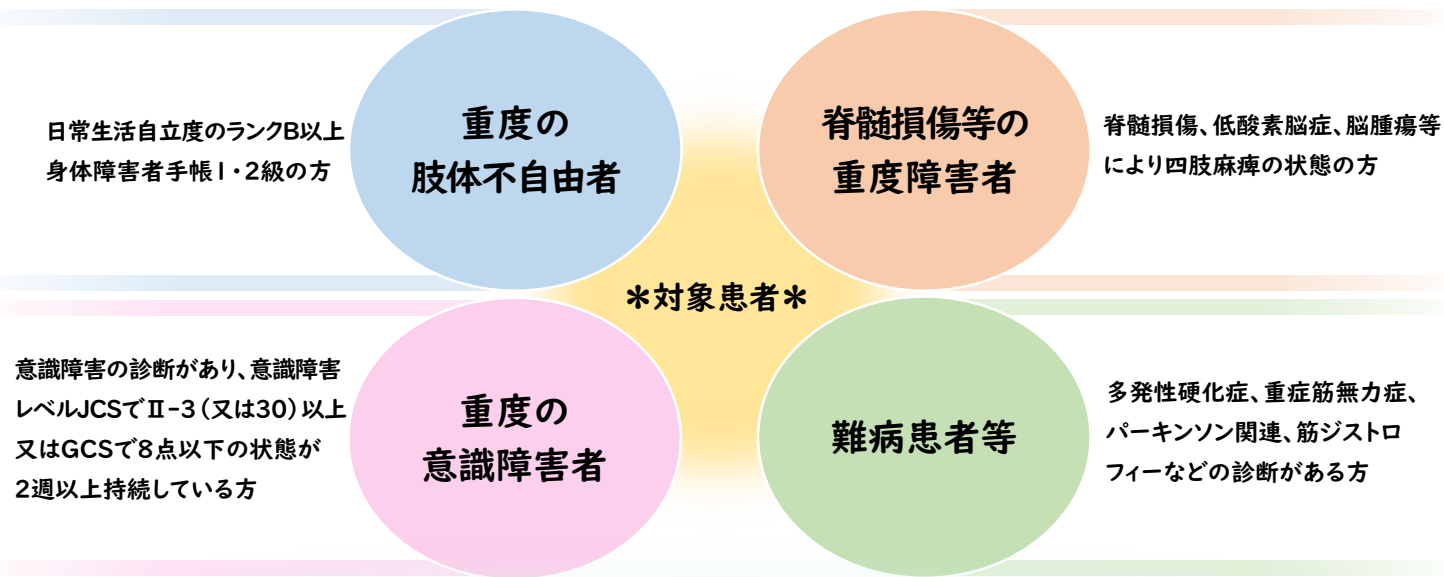 日常生活自立度のランクB以上
身体障害者手帳1・2級の方
重度の
肢体不自由者
脊髄損傷等の
重度障害者
脊髄損傷、低酸素脳症、脳腫瘍等
により四肢麻痺の状態の方
*対象患者*
意識障害の診断があり、意識障害
レベルJCSでⅡ-3(又は30)以上
又はGCSで8点以下の状態が
2週以上持続している方
重度の
意識障害者
難病患者等
多発性硬化症、重症筋無力症、
パーキンソン関連、筋ジストロ
フィーなどの診断がある方